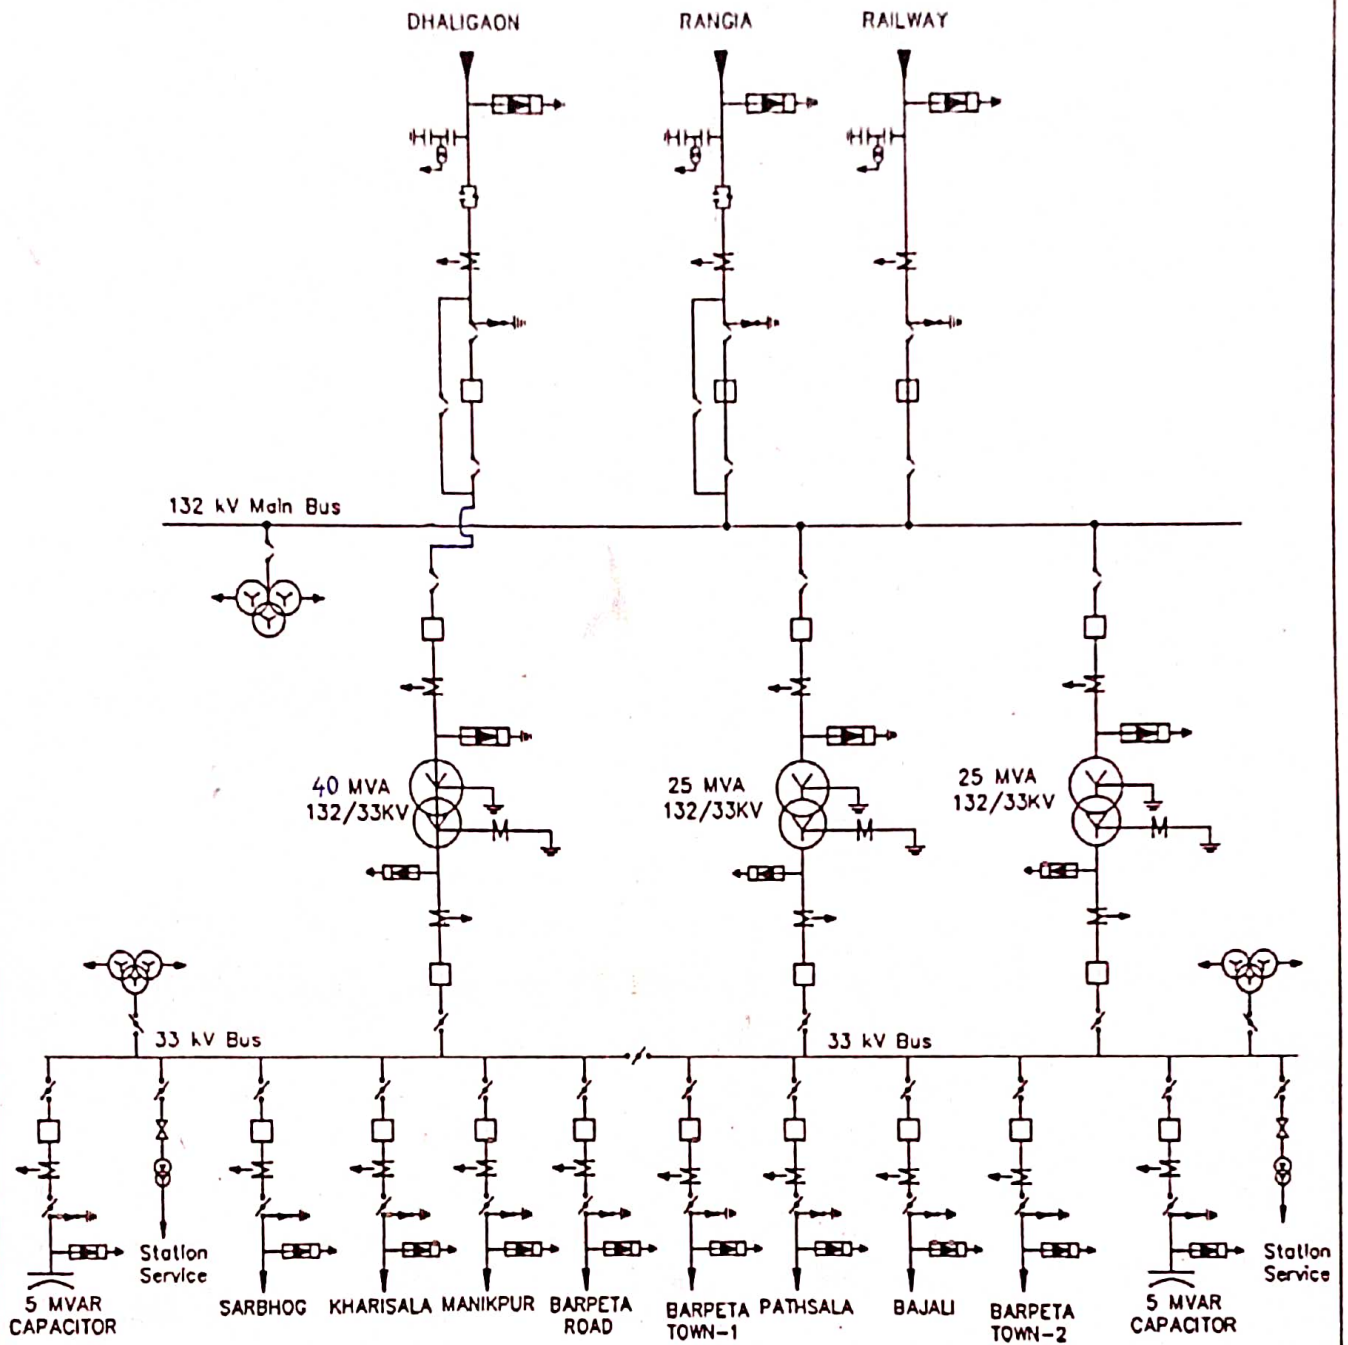 DHALIGAON
RANGIA
RAILWAY
132 kV Main Bus
40 MVA
132/33KV
25 MVA
132/33KV
25 MVA
132/33KV
33 kV Bus
33 kV Bus
Station
Service
Station
Service
5 MVAR
CAPACITOR
SARBHOG
KHARISALA
MANIKPUR
BARPETA
ROAD
BARPETA
TOWN-1
PATHSALA
BAJALI
BARPETA
TOWN-2
5 MVAR
CAPACITOR